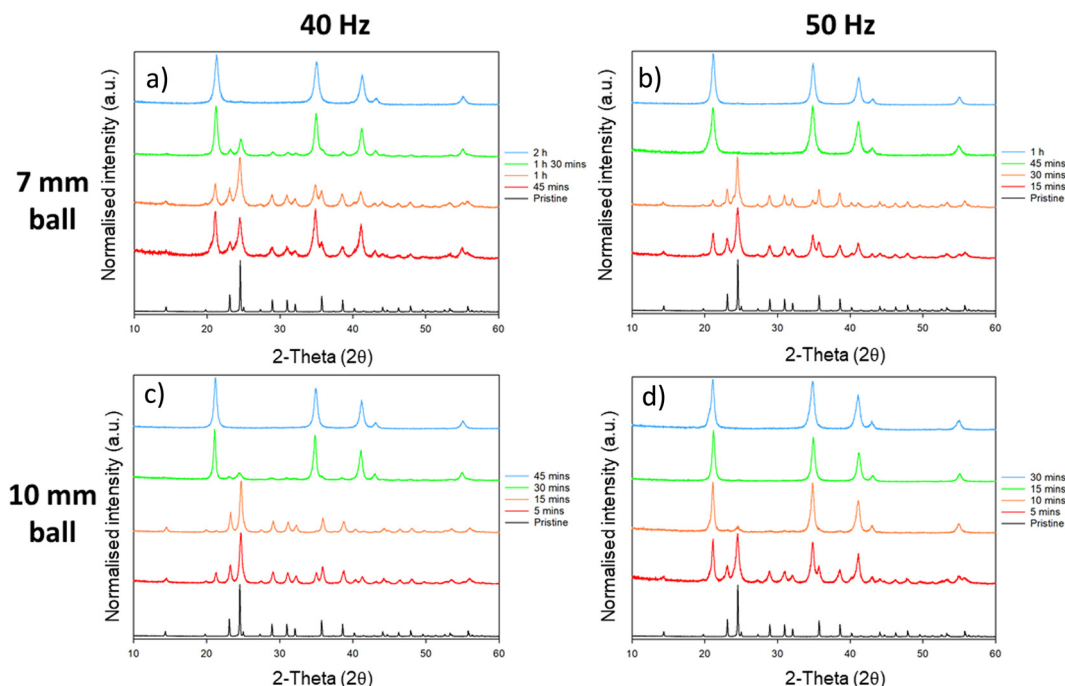 40 Hz
50 Hz
7 mm
ball
10 mm
ball
a)
Normalised intensity (a.u.)
2 h
1 h 30 mins
1 h
45 mins
Pristine
10 20 30 40 50 60
2-Theta (2θ)
b)
Normalised intensity (a.u.)
1 h
45 mins
30 mins
15 mins
Pristine
10 20 30 40 50 60
2-Theta (2θ)
c)
Normalised intensity (a.u.)
45 mins
30 mins
15 mins
5 mins
Pristine
10 20 30 40 50 60
2-Theta (2θ)
d)
Normalised intensity (a.u.)
30 mins
15 mins
10 mins
5 mins
Pristine
10 20 30 40 50 60
2-Theta (2θ)